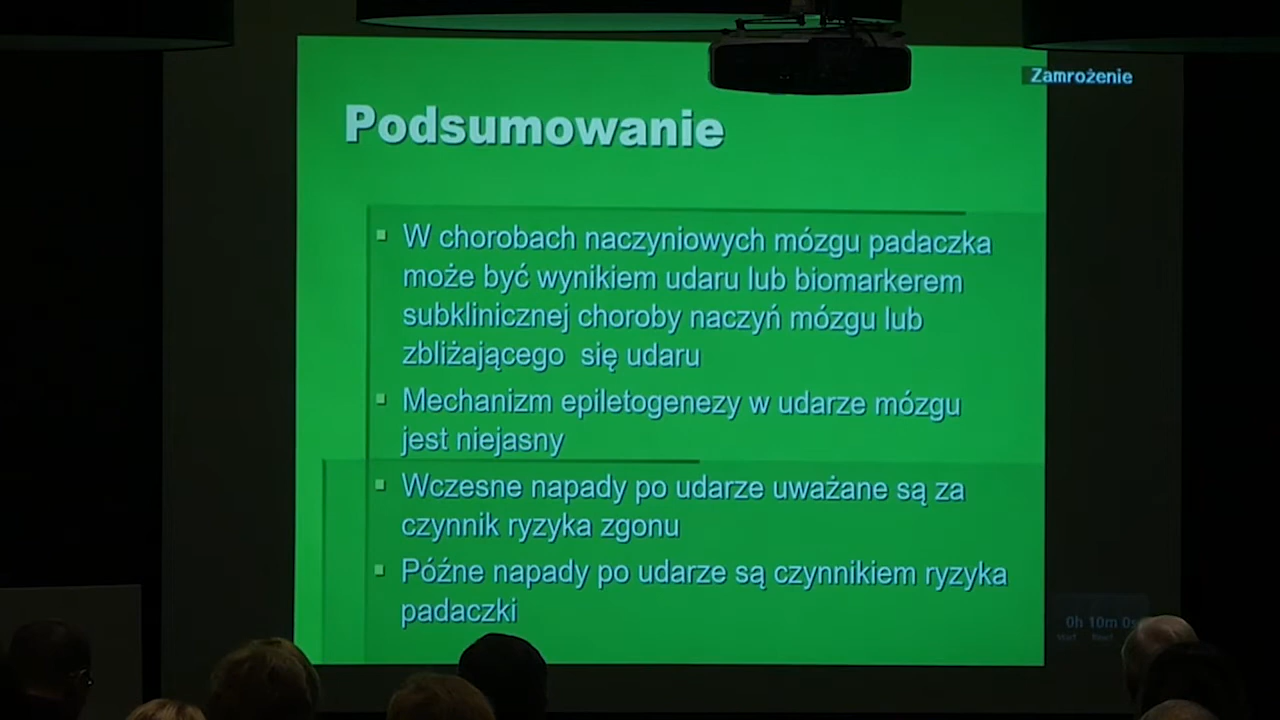 Zamrożenie
Podsumowanie
W chorobach naczyniowych mózgu padaczka
może być wynikiem udaru lub biomarkerem
subklinicznej choroby naczyń mózgu lub
zbliżającego się udaru
Mechanizm epiletogenezy w udarze mózgu
jest niejasny
Wczesne napady po udarze uważane są za
czynnik ryzyka zgonu
Późne napady po udarze są czynnikiem ryzyka
padaczki
0h 10m